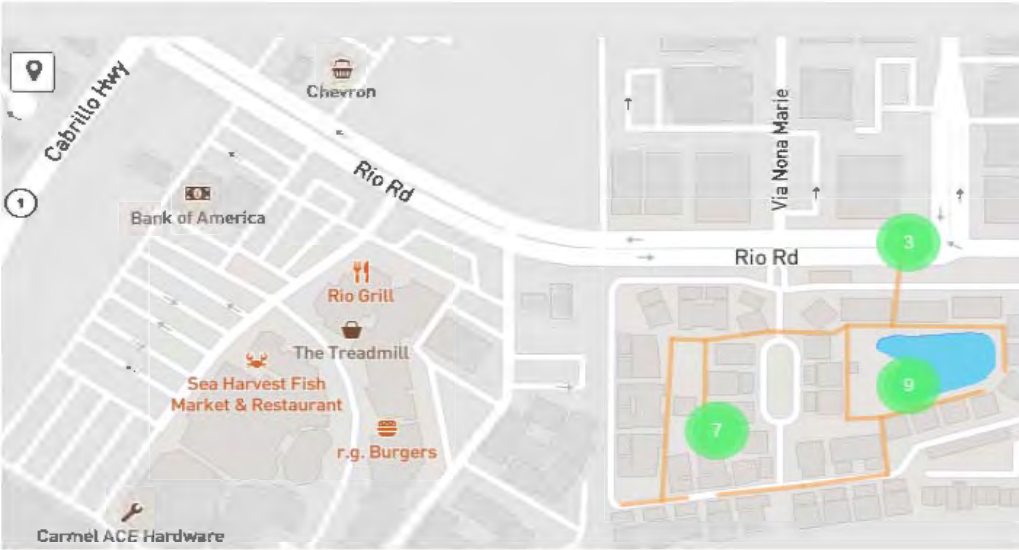 Chevron
Cabrillo Hwy
Via Nona Marie
Rio Rd
1
Bank of America
3
Rio Rd
Rio Grill
The Treadmill
Sea Harvest Fish
Market & Restaurant
9
7
r.g. Burgers
Carmel ACE Hardware